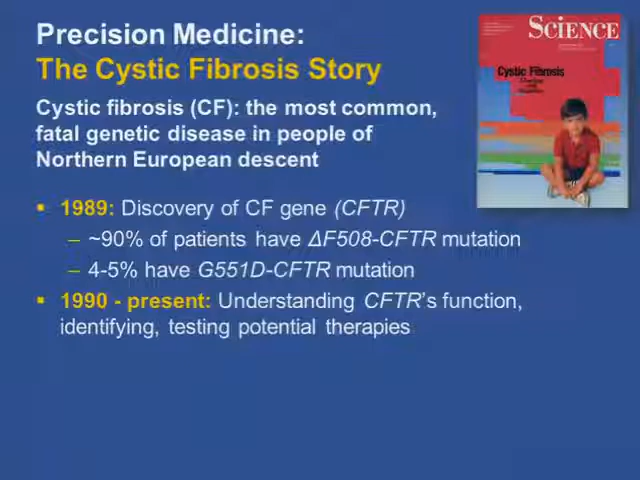 Precision Medicine:
The Cystic Fibrosis Story
Cystic fibrosis (CF): the most common,
fatal genetic disease in people of
Northern European descent
SCIENCE
Cystic Fibrosis
▪ 1989: Discovery of CF gene (CFTR)
– ~90% of patients have ΔF508-CFTR mutation
– 4-5% have G551D-CFTR mutation
▪ 1990 - present: Understanding CFTR's function,
identifying, testing potential therapies